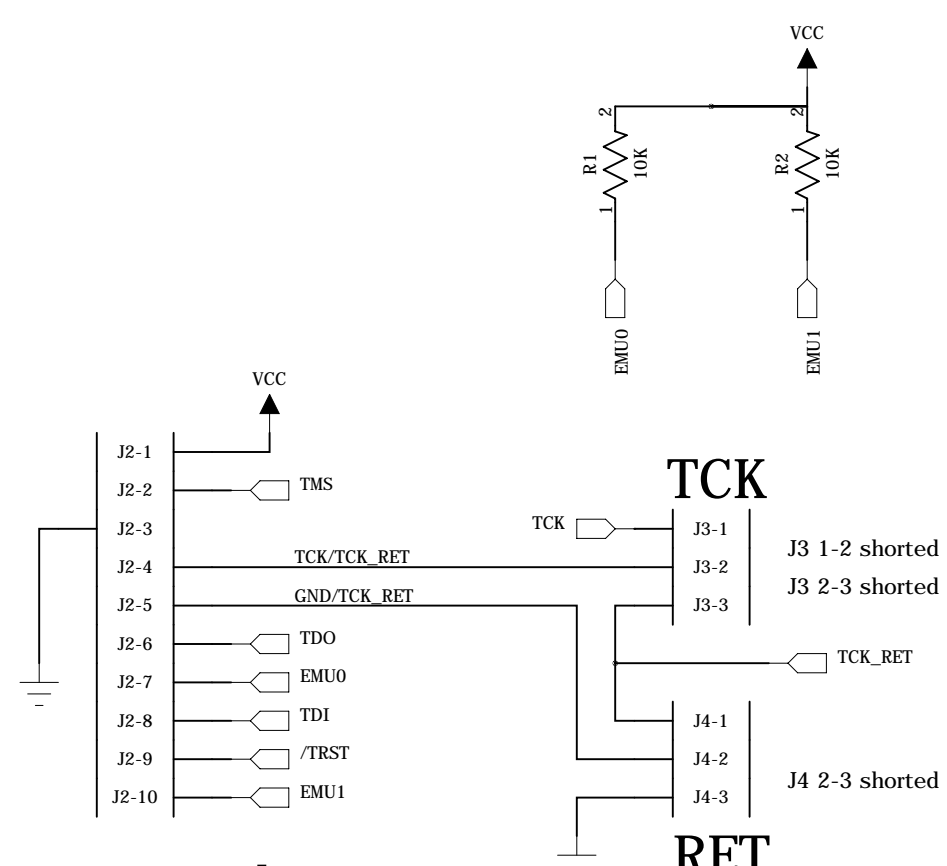 VCC
2
R1
10K
1
2
R2
10K
1
EMU0
EMU1
VCC
J2-1
J2-2
TMS
J2-3
J2-4
TCK/TCK_RET
J2-5
GND/TCK_RET
J2-6
TDO
J2-7
EMU0
J2-8
TDI
J2-9
/TRST
J2-10
EMU1
TCK
TCK
J3-1
J3-2
J3-3
J3 1-2 shorted
J3 2-3 shorted
TCK_RET
J4-1
J4-2
J4-3
J4 2-3 shorted
RET